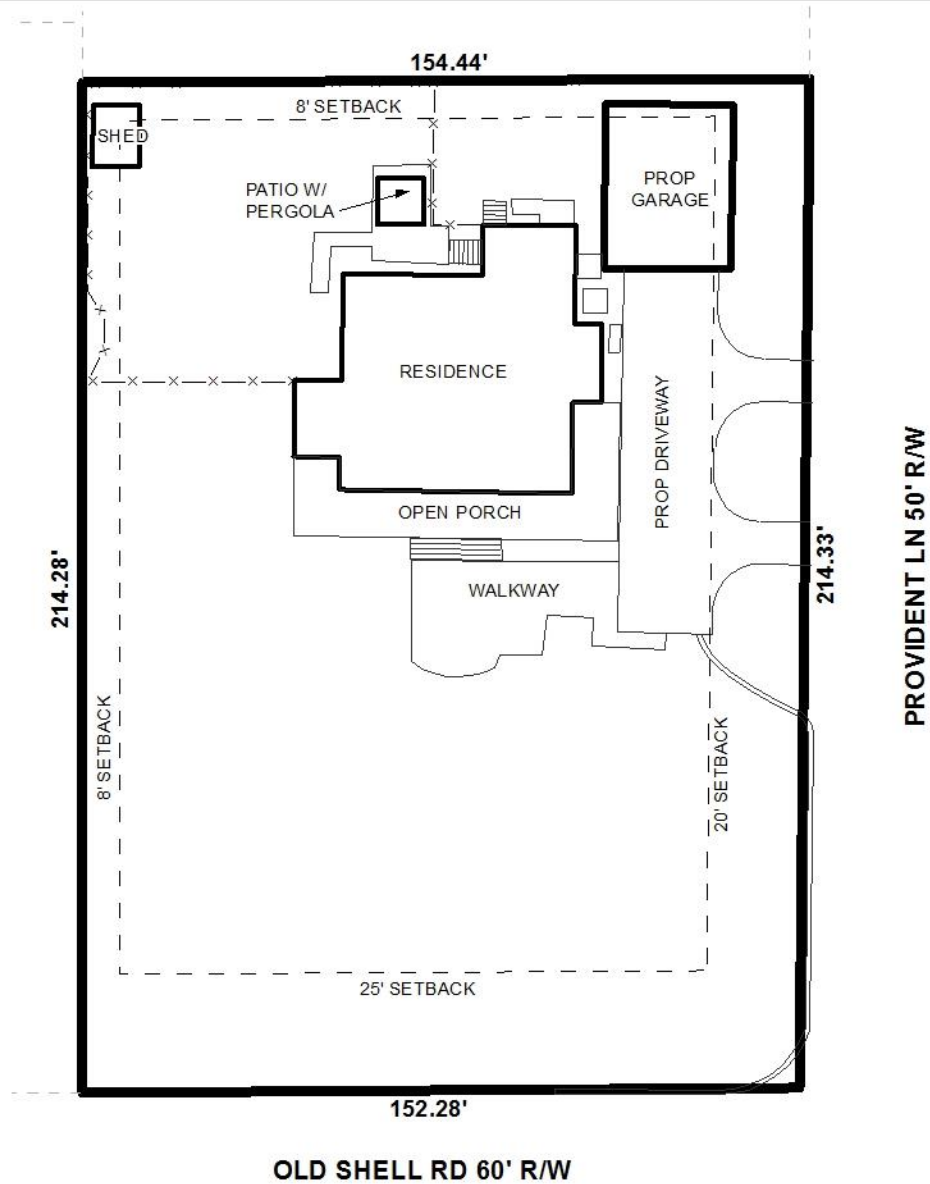 154.44'
8' SETBACK
SHED
PATIO W/
PERGOLA
PROP
GARAGE
RESIDENCE
PROP DRIVEWAY
OPEN PORCH
WALKWAY
214.28'
214.33'
PROVIDENT LN 50' R/W
8' SETBACK
20' SETBACK
25' SETBACK
152.28'
OLD SHELL RD 60' R/W